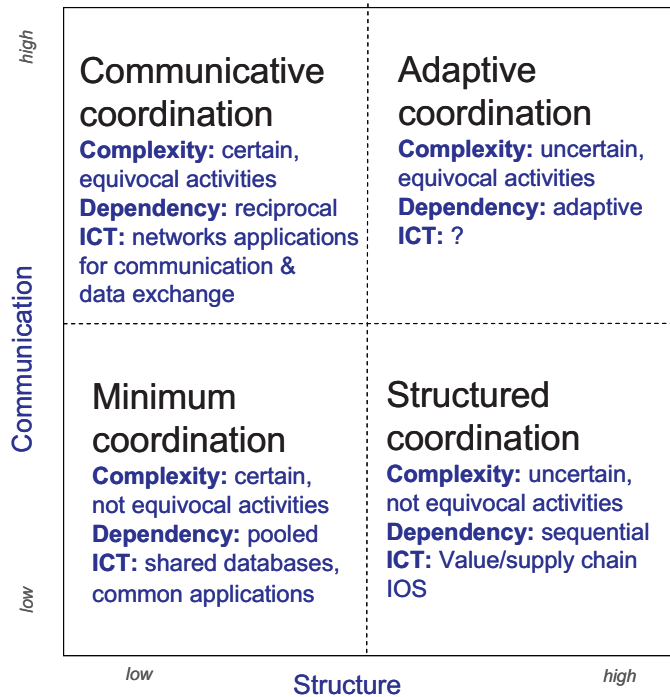 high
Communicative
coordination
Complexity: certain,
equivocal activities
Dependency: reciprocal
ICT: networks applications
for communication &
data exchange
Adaptive
coordination
Complexity: uncertain,
equivocal activities
Dependency: adaptive
ICT: ?
Communication
Minimum
coordination
Complexity: certain,
not equivocal activities
Dependency: pooled
ICT: shared databases,
common applications
Structured
coordination
Complexity: uncertain,
not equivocal activities
Dependency: sequential
ICT: Value/supply chain
IOS
low
low
Structure
high